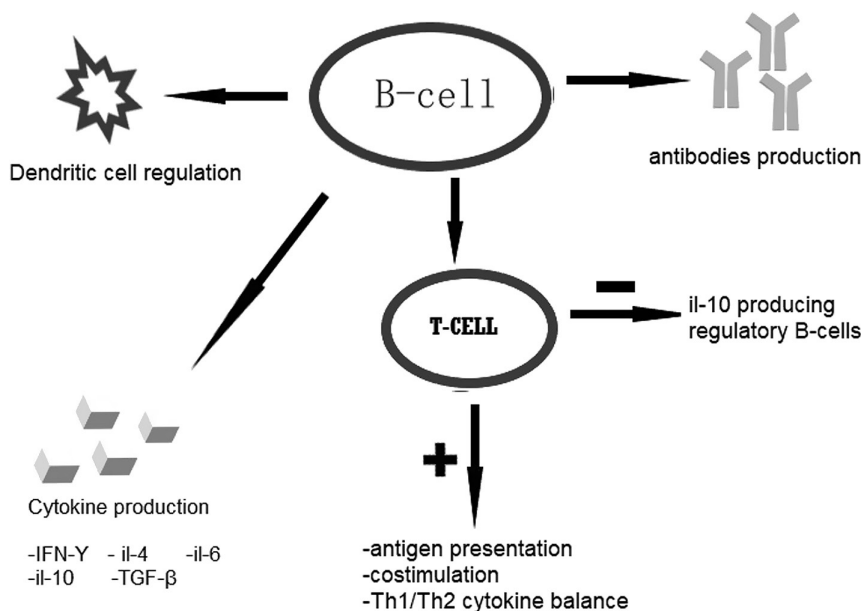 B-cell
Dendritic cell regulation
antibodies production
T-CELL
il-10 producing
regulatory B-cells
Cytokine production
-IFN-Y - il-4 -il-6
-il-10 -TGF-β
-antigen presentation
-costimulation
-Th1/Th2 cytokine balance